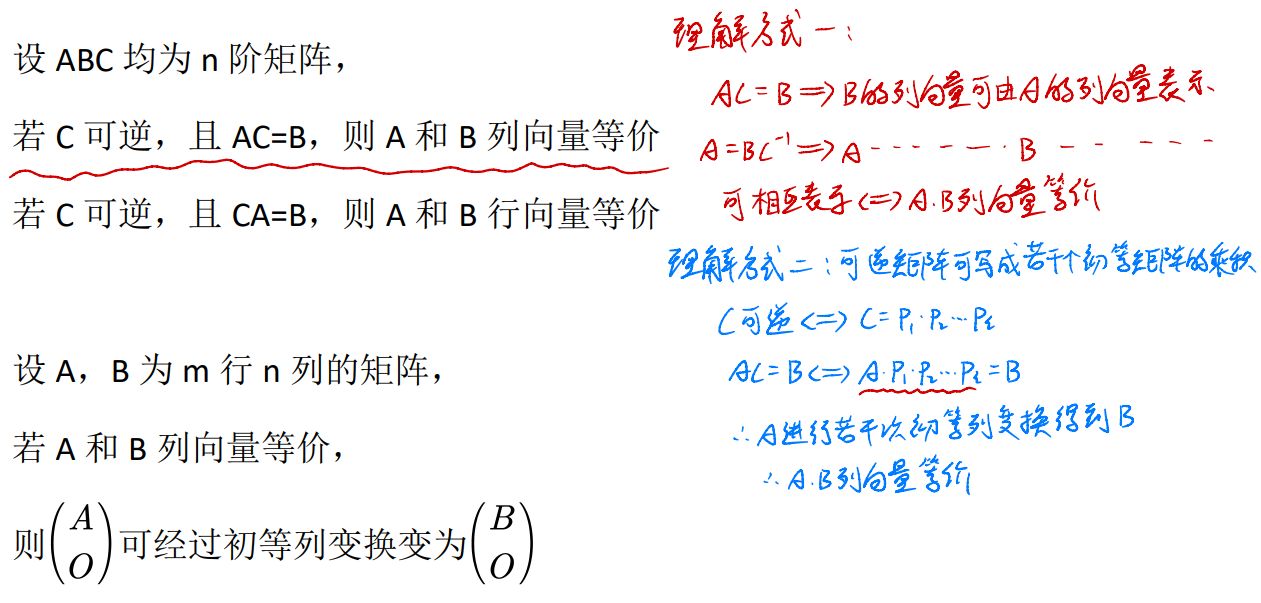 设 ABC 均为 n 阶矩阵，
若 C 可逆，且 AC=B，则 A 和 B 列向量等价
若 C 可逆，且 CA=B，则 A 和 B 行向量等价
设 A，B 为 m 行 n 列的矩阵，
若 A 和 B 列向量等价，
则(A O)可经过初等列变换变为(B O)
理解方式一：
AC=B⇒B的列向量可由A的列向量表示
A=BC⁻¹⇒A------·B------
可相互表示⇔A.B列向量等价
理解方式二：可逆矩阵可写成若干个初等矩阵的乘积
C可逆⇔C=P₁·P₂…Pₜ
AC=B⇔A·P₁·P₂…Pₜ=B
∴A进行若干次初等列变换得到B
∴A.B列向量等价